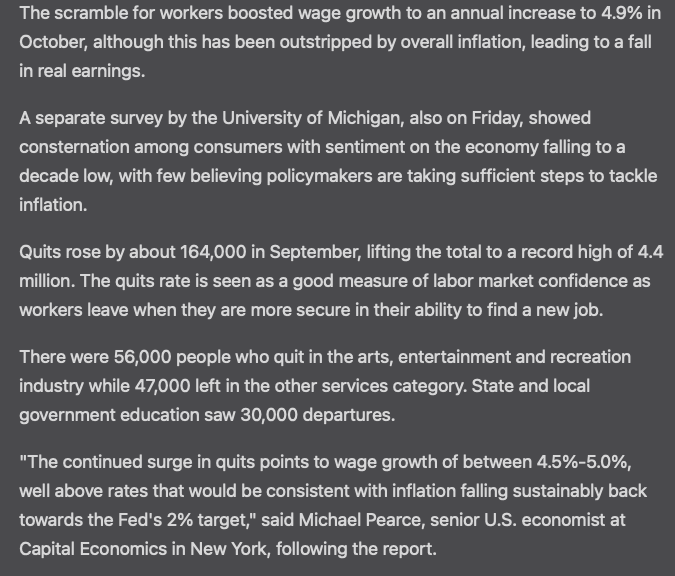 The scramble for workers boosted wage growth to an annual increase to 4.9% in
October, although this has been outstripped by overall inflation, leading to a fall
in real earnings.
A separate survey by the University of Michigan, also on Friday, showed
consternation among consumers with sentiment on the economy falling to a
decade low, with few believing policymakers are taking sufficient steps to tackle
inflation.
Quits rose by about 164,000 in September, lifting the total to a record high of 4.4
million. The quits rate is seen as a good measure of labor market confidence as
workers leave when they are more secure in their ability to find a new job.
There were 56,000 people who quit in the arts, entertainment and recreation
industry while 47,000 left in the other services category. State and local
government education saw 30,000 departures.
"The continued surge in quits points to wage growth of between 4.5%-5.0%,
well above rates that would be consistent with inflation falling sustainably back
towards the Fed's 2% target," said Michael Pearce, senior U.S. economist at
Capital Economics in New York, following the report.